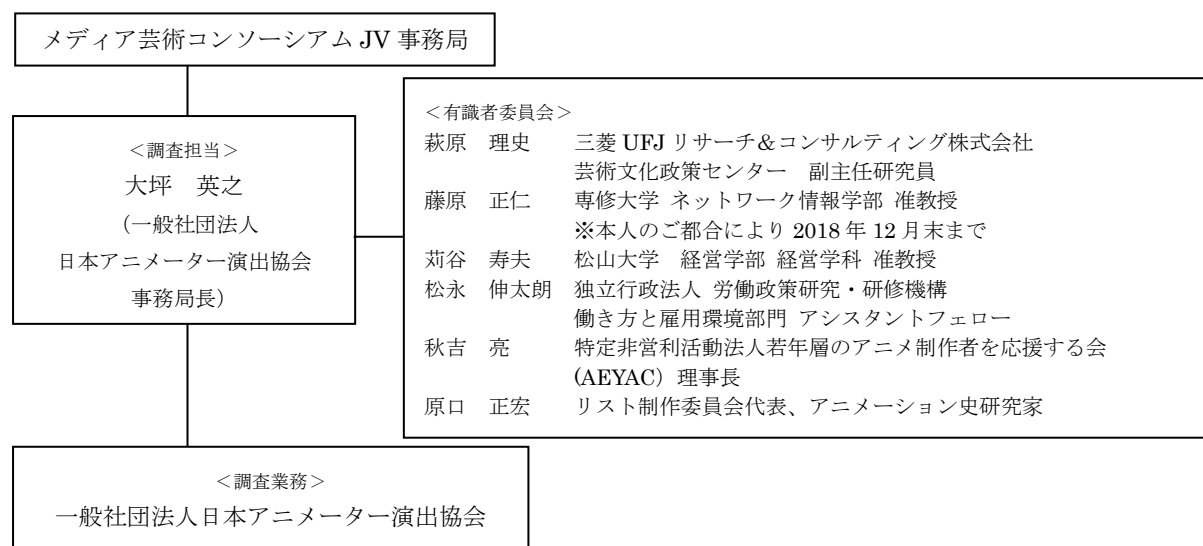 メディア芸術コンソーシアム JV 事務局
＜調査担当＞
大坪　英之
（一般社団法人
日本アニメーター演出協会
事務局長）
＜有識者委員会＞
萩原　理史　三菱 UFJ リサーチ＆コンサルティング株式会社
芸術文化政策センター　副主任研究員
藤原　正仁　専修大学 ネットワーク情報学部 准教授
※本人のご都合により 2018 年 12 月末まで
苅谷　寿夫　松山大学　経営学部 経営学科 准教授
松永　伸太朗　独立行政法人 労働政策研究・研修機構
働き方と雇用環境部門 アシスタントフェロー
秋吉　亮　特定非営利活動法人若年層のアニメ制作者を応援する会
(AEYAC）理事長
原口　正宏　リスト制作委員会代表、アニメーション史研究家
＜調査業務＞
一般社団法人日本アニメーター演出協会